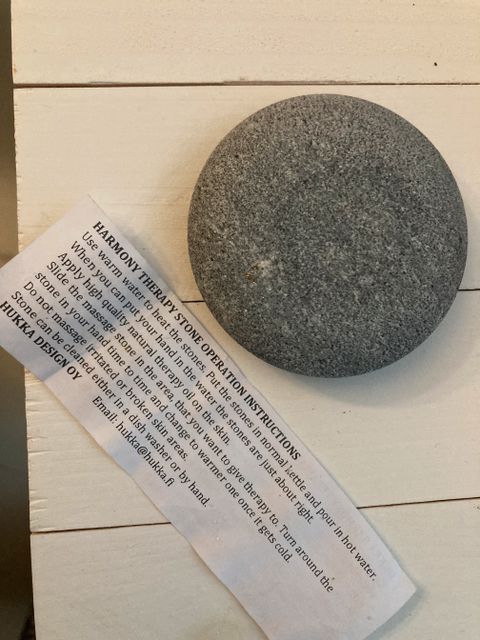 HARMONY THERAPY STONE OPERATION INSTRUCTIONS
Use warm water to heat the stones. Put the stones in normal kettle and pour in hot water.
When you can put your hand in the water the stones are just about right.
Apply high quality natural therapy oil on the skin.
Slide the massage stone in the area, that you want to give therapy to. Turn around the
stone in your hand time to time and change to warmer one once it gets cold.
Do not massage irritated or broken skin areas.
Stone can be cleaned either in a dish washer or by hand.
HUKKA DESIGN OY Email: hukka@hukka.fi